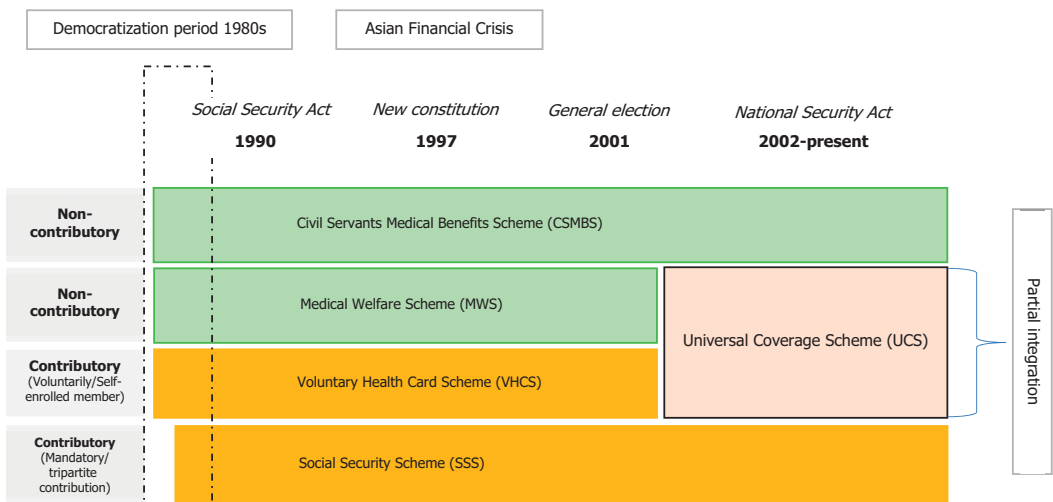 Democratization period 1980s
Asian Financial Crisis
Social Security Act
New constitution
General election
National Security Act
1990
1997
2001
2002-present
Non-
contributory
Civil Servants Medical Benefits Scheme (CSMBS)
Non-
contributory
Medical Welfare Scheme (MWS)
Universal Coverage Scheme (UCS)
Contributory
(Voluntarily/Self-
enrolled member)
Voluntary Health Card Scheme (VHCS)
Contributory
(Mandatory/
tripartite
contribution)
Social Security Scheme (SSS)
Partial integration